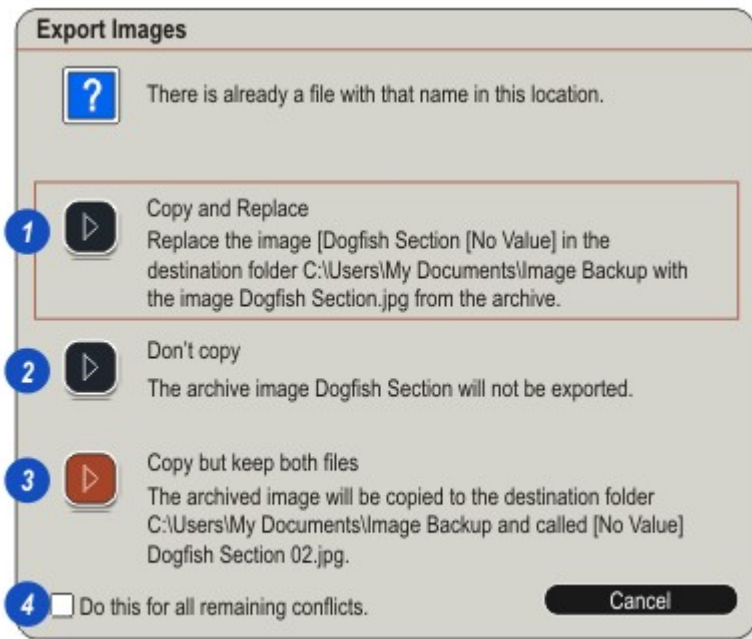 Export Images
?
There is already a file with that name in this location.
1
Copy and Replace
Replace the image [Dogfish Section [No Value] in the
destination folder C:\Users\My Documents\Image Backup with
the image Dogfish Section.jpg from the archive.
2
Don't copy
The archive image Dogfish Section will not be exported.
3
Copy but keep both files
The archived image will be copied to the destination folder
C:\Users\My Documents\Image Backup and called [No Value]
Dogfish Section 02.jpg.
4
Do this for all remaining conflicts.
Cancel